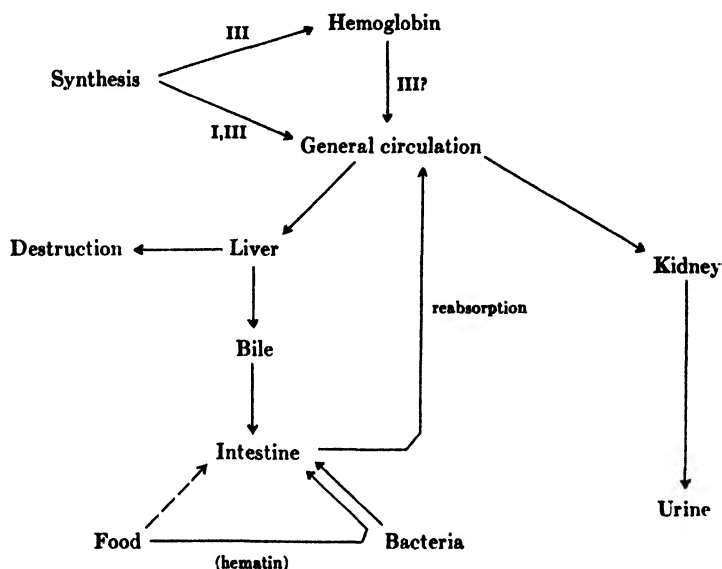 Hemoglobin
III
Synthesis
III?
I,III
General circulation
Destruction
Liver
Kidney
reabsorption
Bile
Intestine
Urine
Food
Bacteria
(hematin)